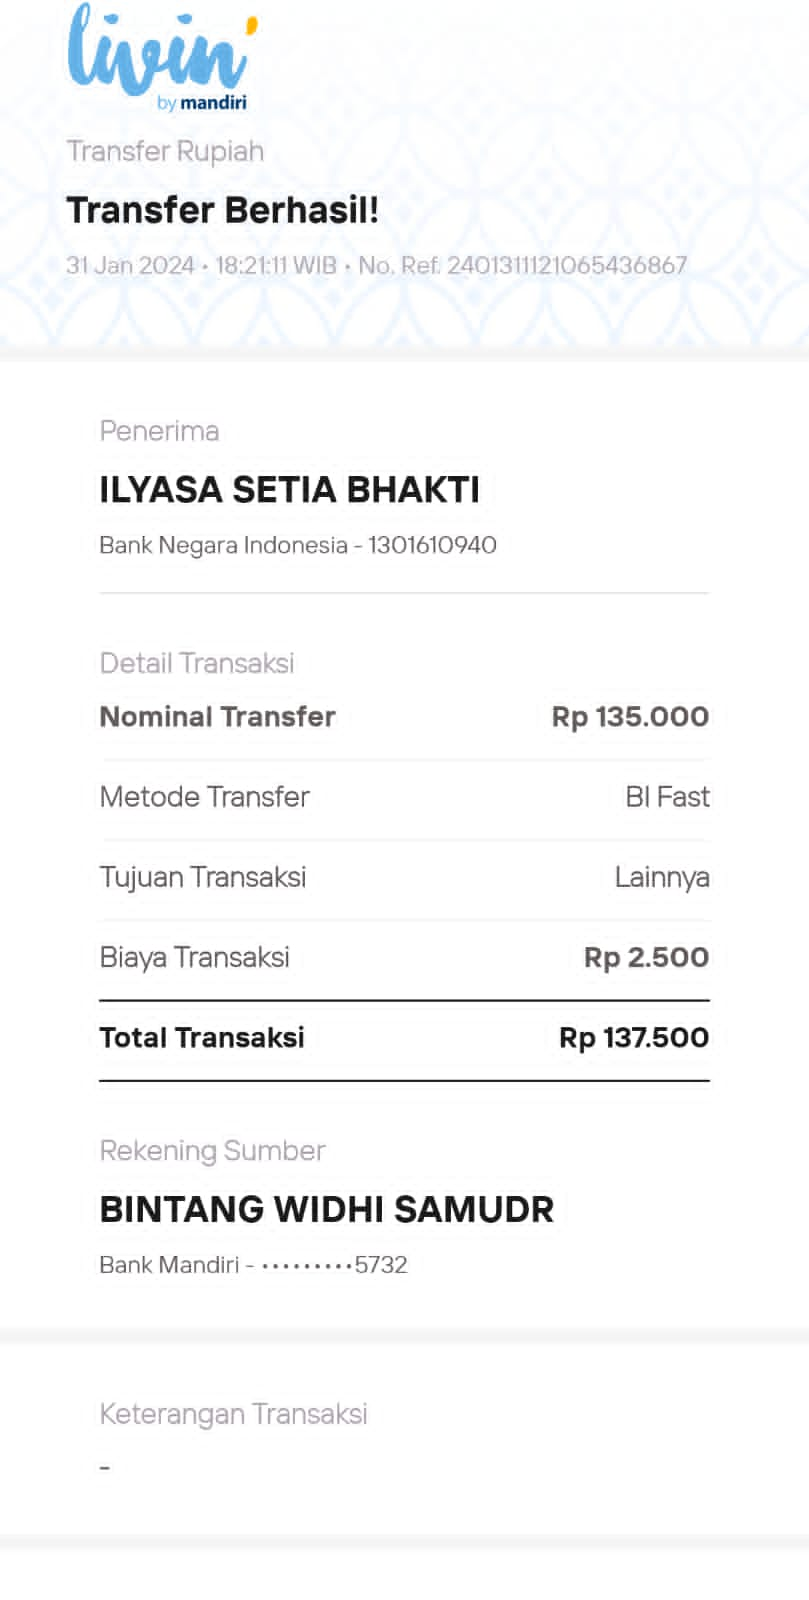 livin'
by mandiri
Transfer Rupiah
Transfer Berhasil!
31 Jan 2024 • 18:21:11 WIB • No. Ref. 2401311121065436867
Penerima
ILYASA SETIA BHAKTI
Bank Negara Indonesia - 1301610940
Detail Transaksi
Nominal Transfer Rp 135.000
Metode Transfer BI Fast
Tujuan Transaksi Lainnya
Biaya Transaksi Rp 2.500
Total Transaksi Rp 137.500
Rekening Sumber
BINTANG WIDHI SAMUDR
Bank Mandiri - •••••••••5732
Keterangan Transaksi
-